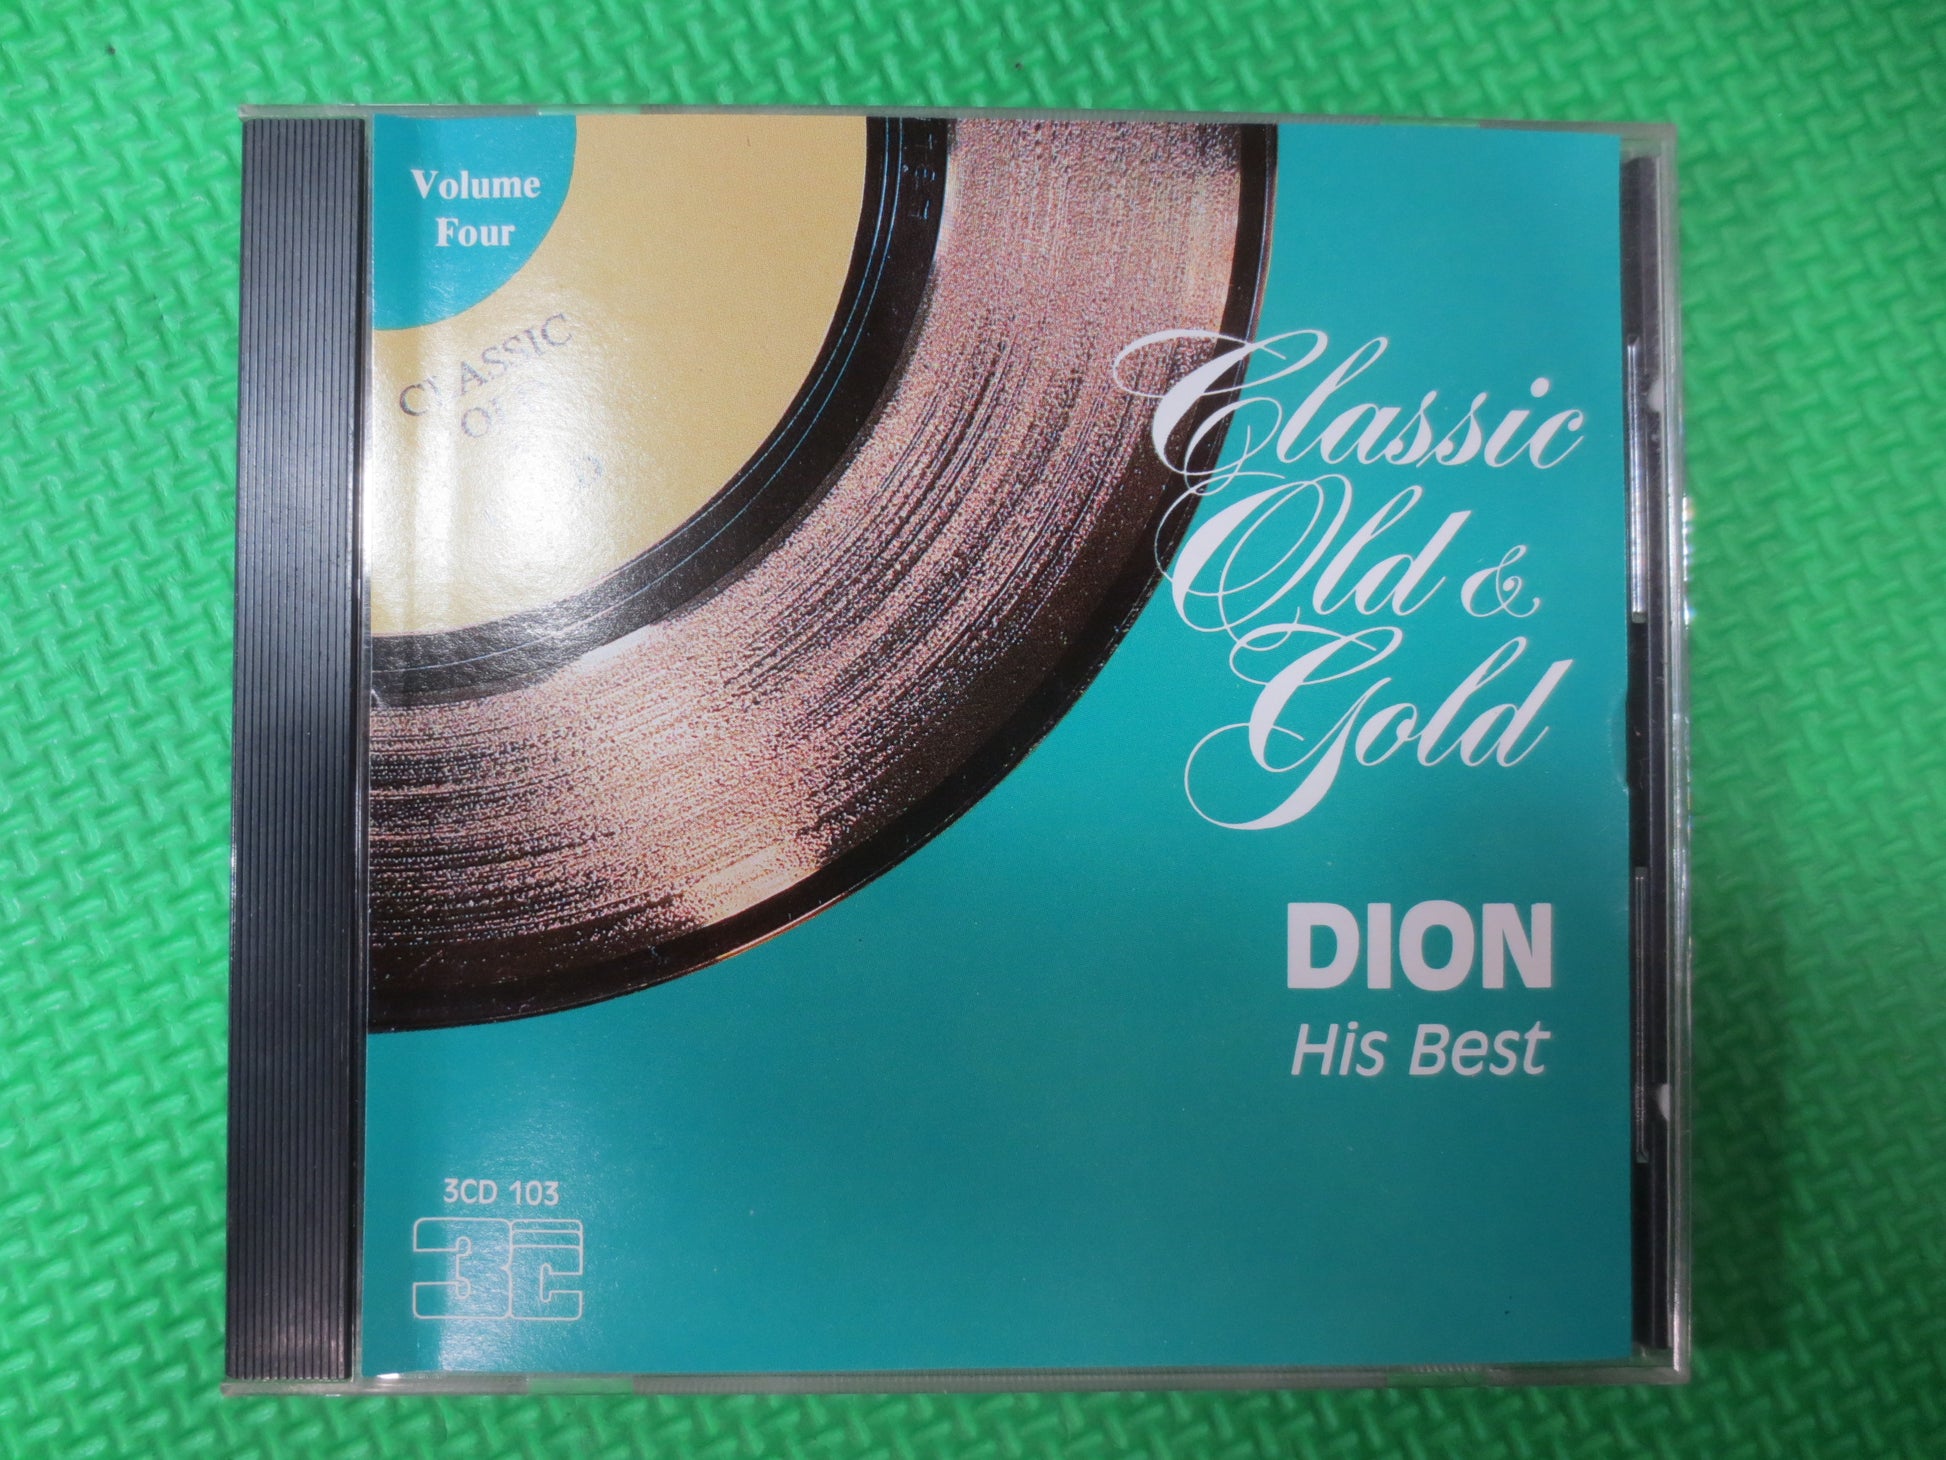 Volume
Four
CLASSIC
Classic
Old &
Gold
DION
His Best
3CD 103
3C